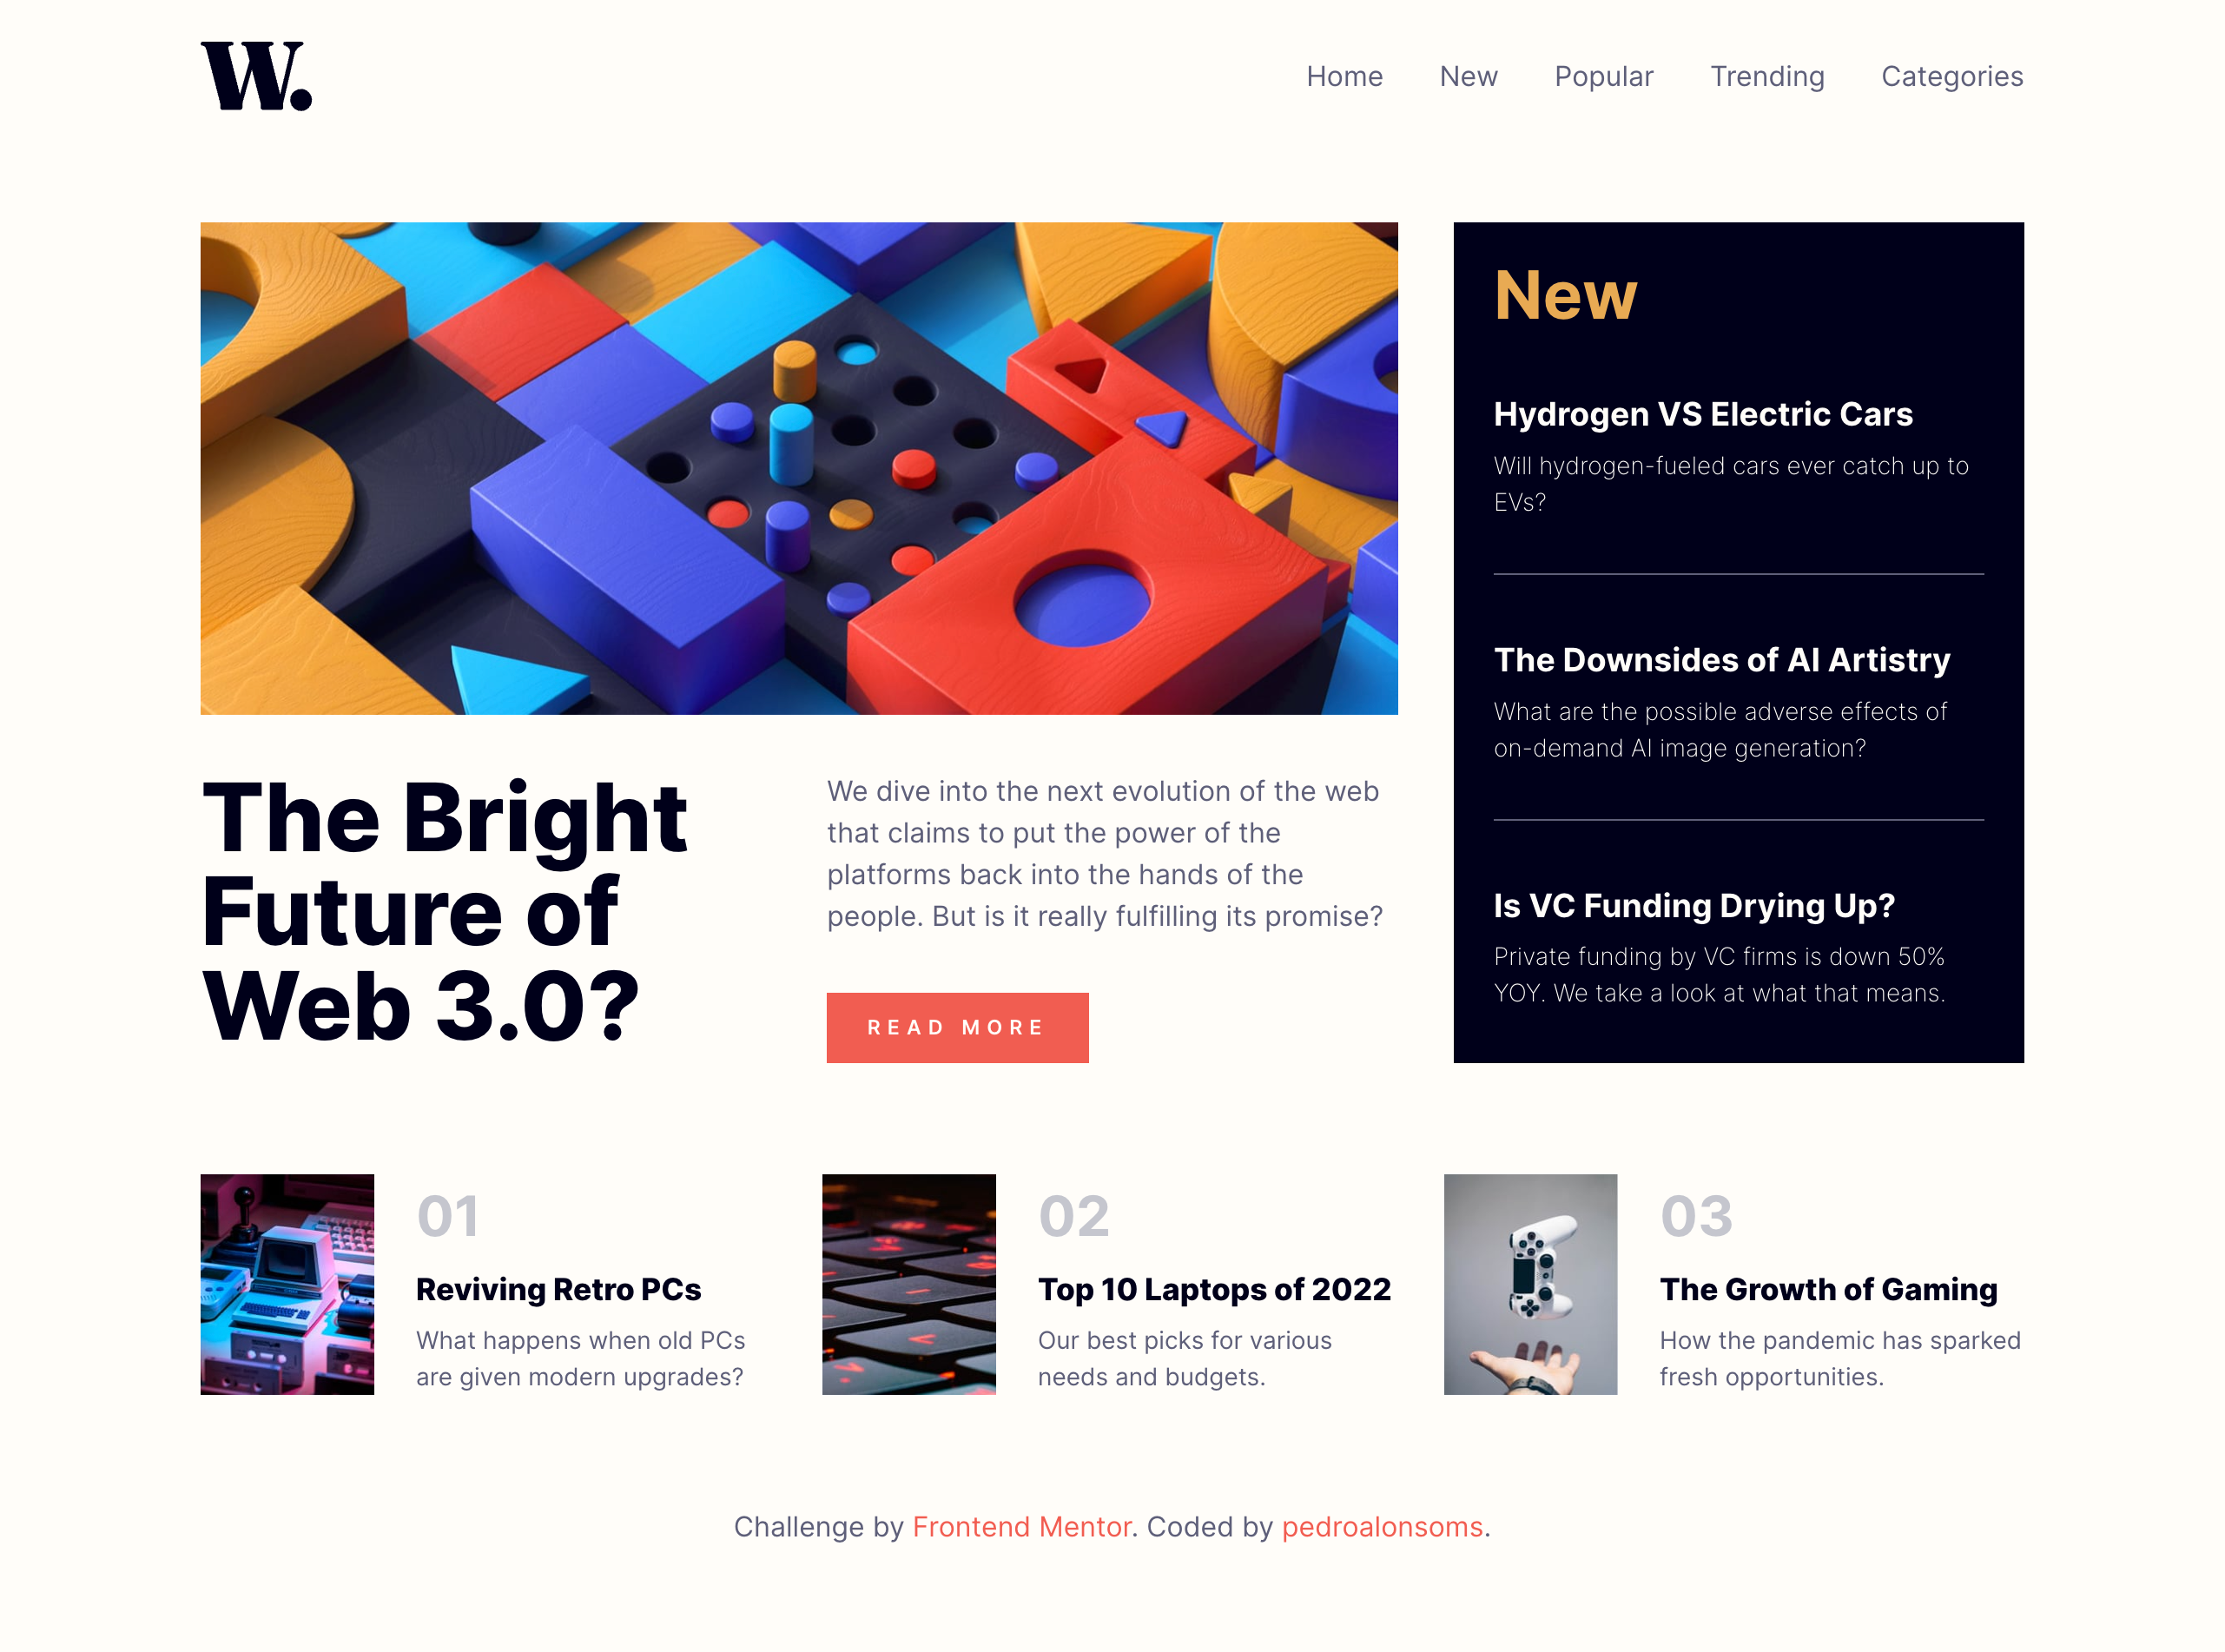 W.
Home New Popular Trending Categories
The Bright
Future of
Web 3.0?
We dive into the next evolution of the web
that claims to put the power of the
platforms back into the hands of the
people. But is it really fulfilling its promise?
READ MORE
New
Hydrogen VS Electric Cars
Will hydrogen-fueled cars ever catch up to
EVs?
The Downsides of AI Artistry
What are the possible adverse effects of
on-demand AI image generation?
Is VC Funding Drying Up?
Private funding by VC firms is down 50%
YOY. We take a look at what that means.
01
Reviving Retro PCs
What happens when old PCs
are given modern upgrades?
02
Top 10 Laptops of 2022
Our best picks for various
needs and budgets.
03
The Growth of Gaming
How the pandemic has sparked
fresh opportunities.
Challenge by Frontend Mentor. Coded by pedroalonsoms.